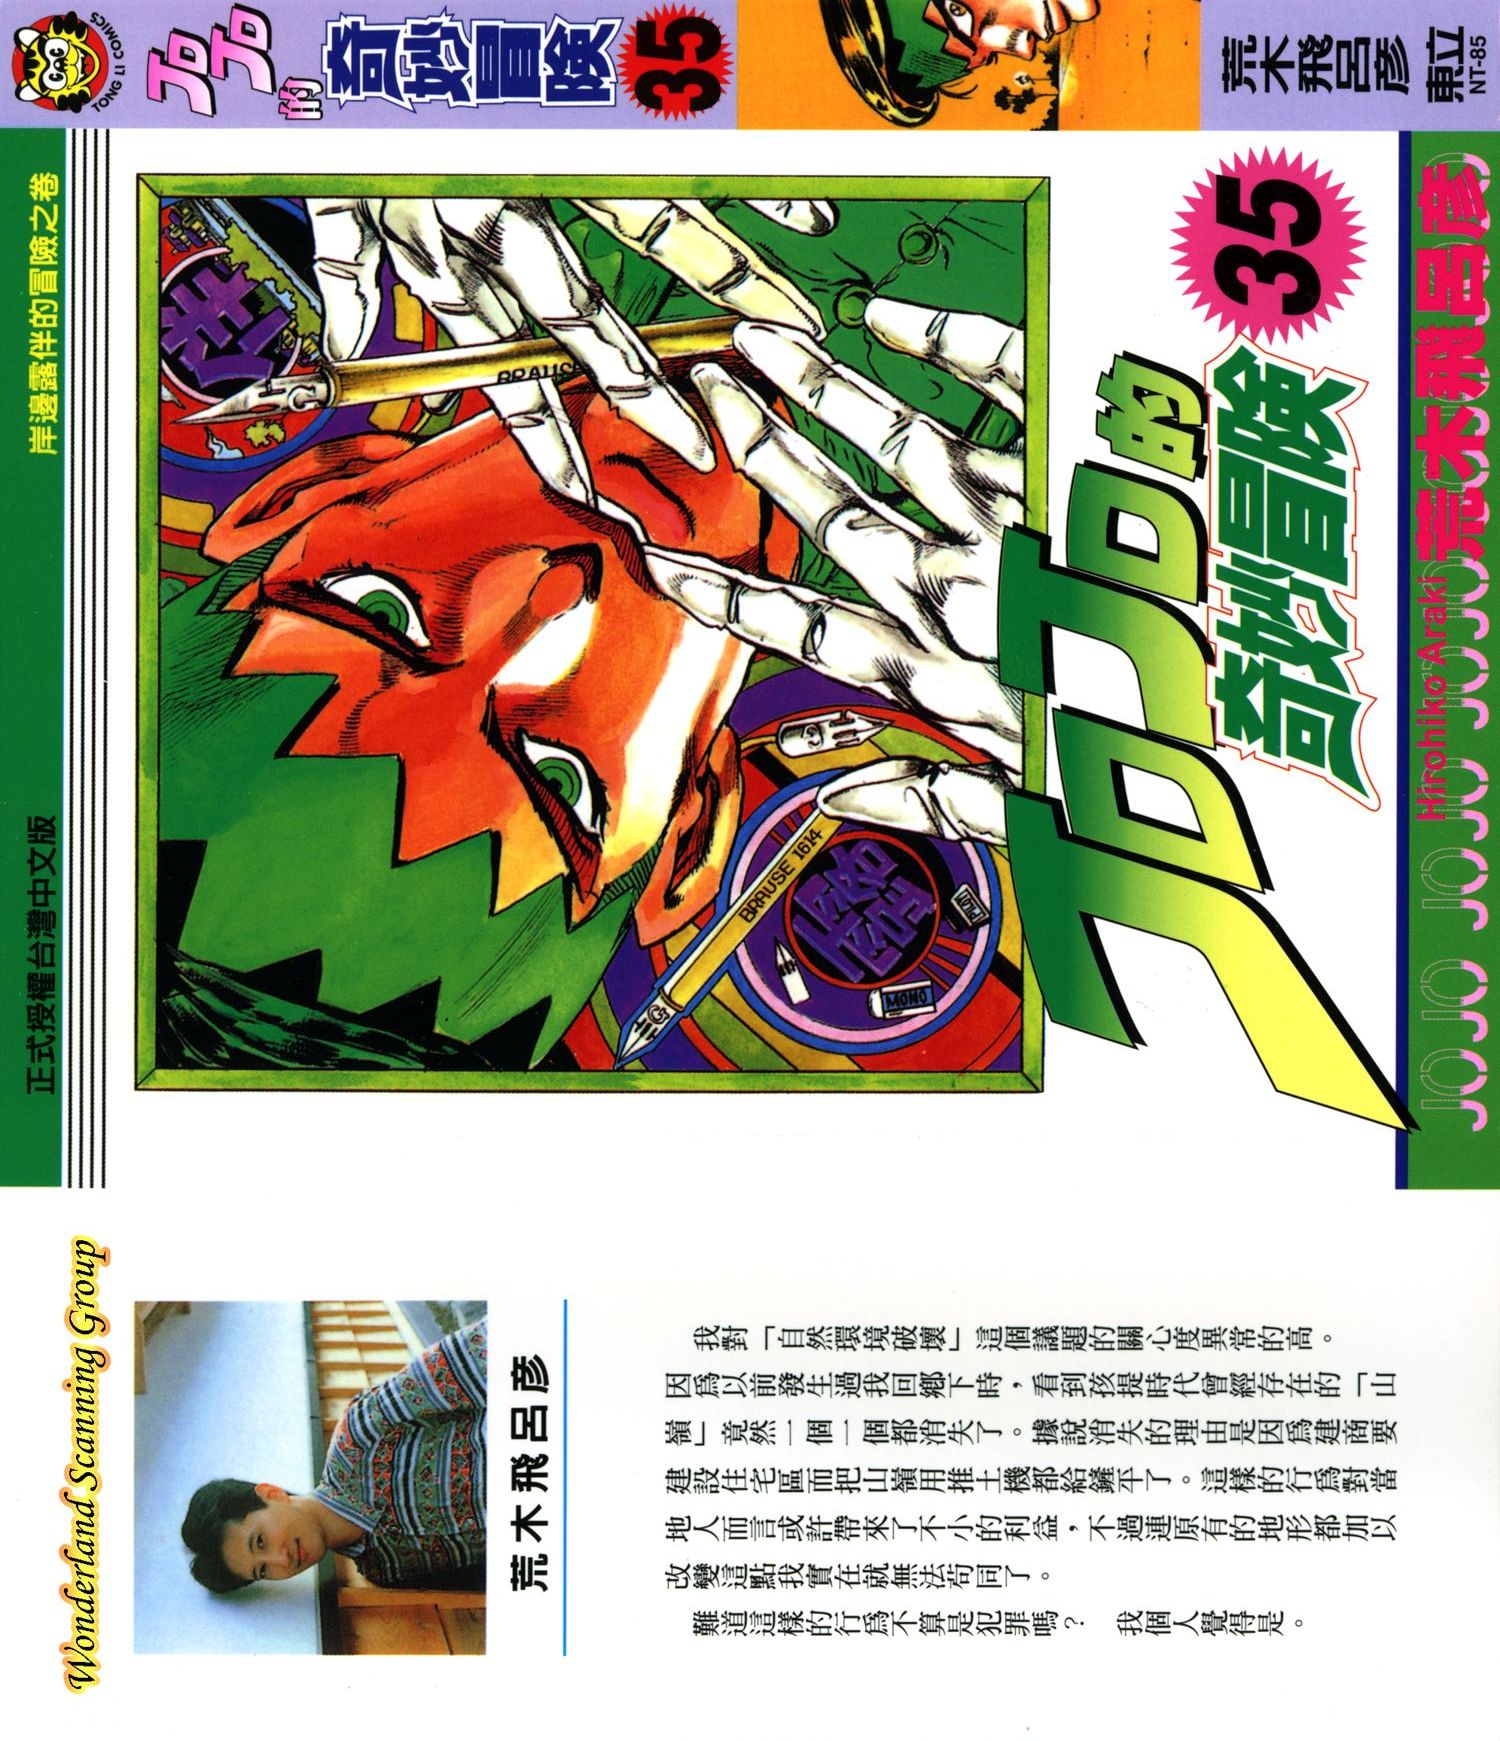 TONG LI COMICS
JOJO的奇妙冒險 35
荒木飛呂彥
東立
NT-85
岸邊露伴的冒險之卷
正式授權台灣中文版
BRAUSE
BRAUSE 1614
MONO
PILOT
JOJO的
奇妙冒險
35
Hirohiko Araki 荒木飛呂彥
JOJO JOJO JOJO JOJO
Wonderland Scanning Group
荒木飛呂彥
我對「自然環境破壞」這個議題的關心度異常的高。
因為以前發生過我回鄉下時，看到孩提時代曾經存在的「山
嶺」竟然一個一個都消失了。據說消失的理由是因為建商要
建設住宅區而把山嶺用推土機都給鏟平了。這樣的行為對當
地人而言或許帶來了不小的利益，不過連原有的地形都加以
改變這點我實在就無法苟同了。
難道這樣的行為不算是犯罪嗎？　我個人覺得是。